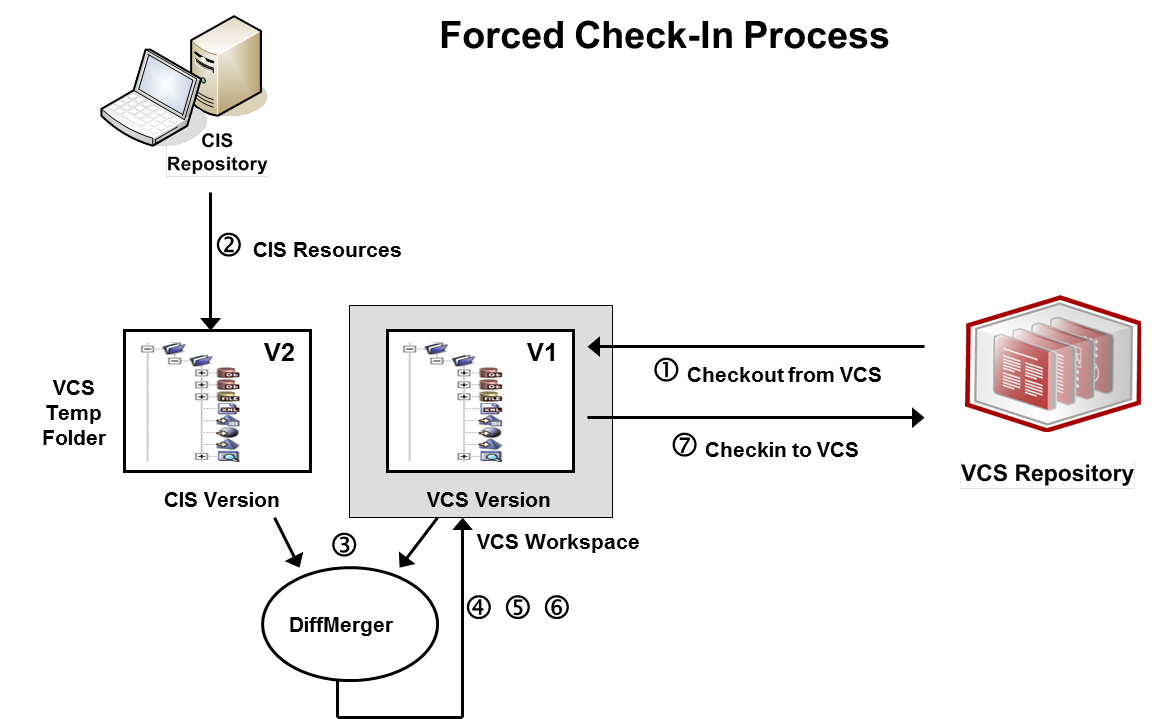 Forced Check-In Process
CIS
Repository
② CIS Resources
V2
V1
① Checkout from VCS
VCS
Temp
Folder
⑦ Checkin to VCS
VCS Repository
CIS Version
VCS Version
③
VCS Workspace
④ ⑤ ⑥
DiffMerger